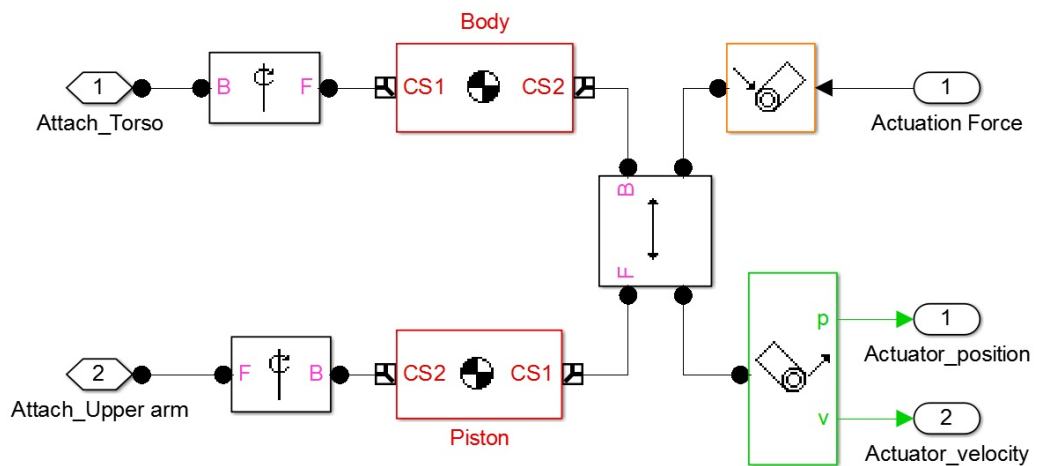 Body
1
Attach_Torso
B
F
CS1
CS2
1
Actuation Force
B
F
p
1
Actuator_position
v
2
Actuator_velocity
2
Attach_Upper arm
F
B
CS2
CS1
Piston